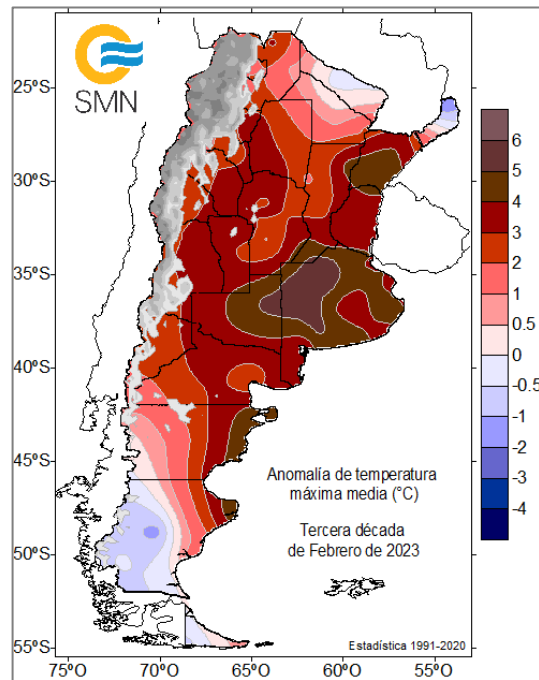 SMN
25ºS
30ºS
35ºS
40ºS
45ºS
50ºS
55ºS
75ºO
70ºO
65ºO
60ºO
55ºO
6
5
4
3
2
1
0.5
0
-0.5
-1
-2
-3
-4
Anomalía de temperatura
máxima media (°C)
Tercera década
de Febrero de 2023
Estadística 1991-2020